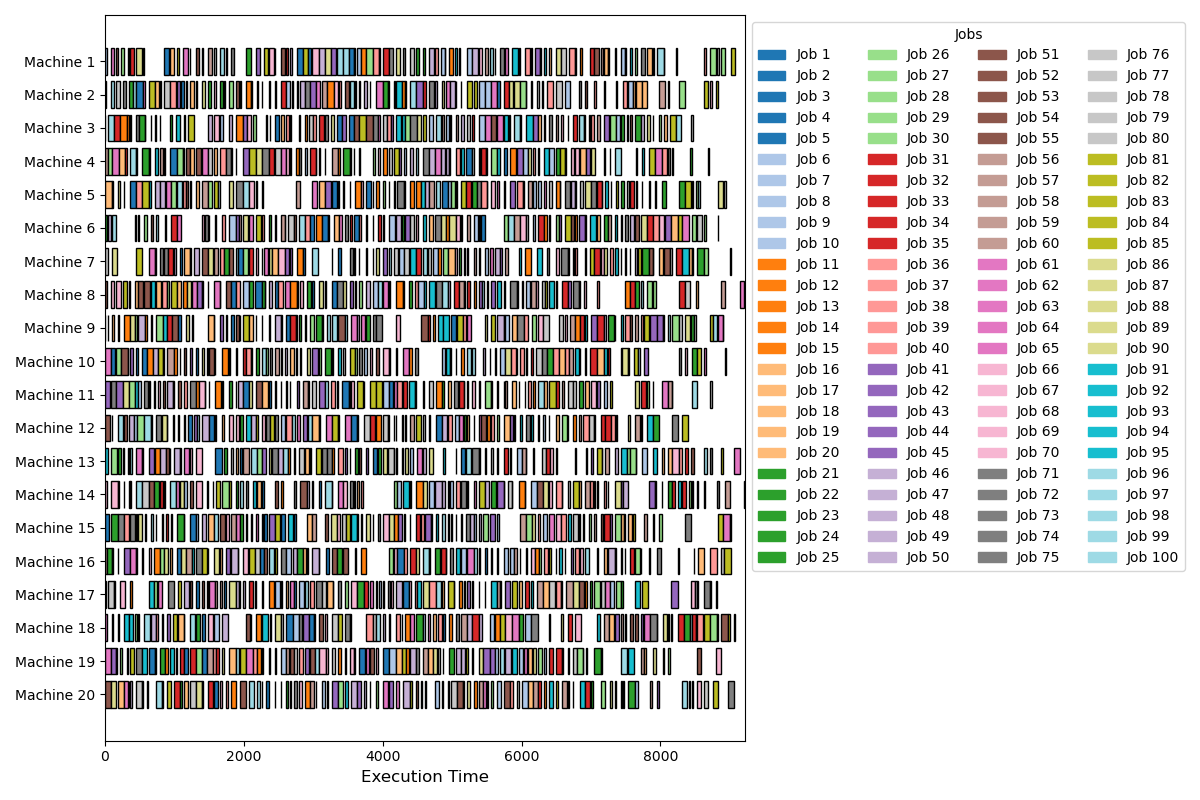 Machine 1
Machine 2
Machine 3
Machine 4
Machine 5
Machine 6
Machine 7
Machine 8
Machine 9
Machine 10
Machine 11
Machine 12
Machine 13
Machine 14
Machine 15
Machine 16
Machine 17
Machine 18
Machine 19
Machine 20
0 2000 4000 6000 8000
Execution Time
Jobs
Job 1 Job 26 Job 51 Job 76
Job 2 Job 27 Job 52 Job 77
Job 3 Job 28 Job 53 Job 78
Job 4 Job 29 Job 54 Job 79
Job 5 Job 30 Job 55 Job 80
Job 6 Job 31 Job 56 Job 81
Job 7 Job 32 Job 57 Job 82
Job 8 Job 33 Job 58 Job 83
Job 9 Job 34 Job 59 Job 84
Job 10 Job 35 Job 60 Job 85
Job 11 Job 36 Job 61 Job 86
Job 12 Job 37 Job 62 Job 87
Job 13 Job 38 Job 63 Job 88
Job 14 Job 39 Job 64 Job 89
Job 15 Job 40 Job 65 Job 90
Job 16 Job 41 Job 66 Job 91
Job 17 Job 42 Job 67 Job 92
Job 18 Job 43 Job 68 Job 93
Job 19 Job 44 Job 69 Job 94
Job 20 Job 45 Job 70 Job 95
Job 21 Job 46 Job 71 Job 96
Job 22 Job 47 Job 72 Job 97
Job 23 Job 48 Job 73 Job 98
Job 24 Job 49 Job 74 Job 99
Job 25 Job 50 Job 75 Job 100